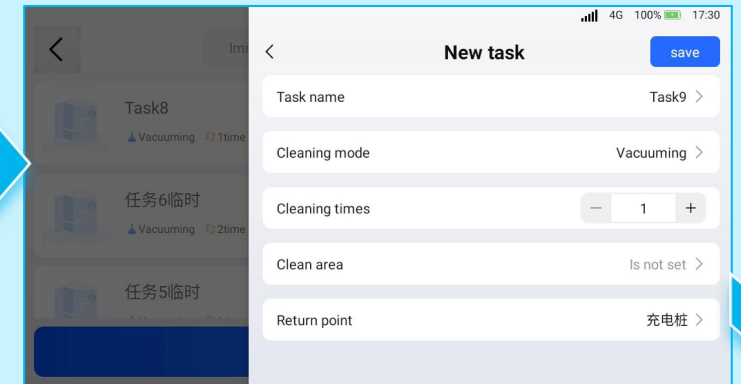 4G 100% 17:30
Imm
New task
save
Task8
Vacuuming 1time
任务6临时
Vacuuming 2time
任务5临时
Task name
Task9
Cleaning mode
Vacuuming
Cleaning times
1
Clean area
Is not set
Return point
充电桩